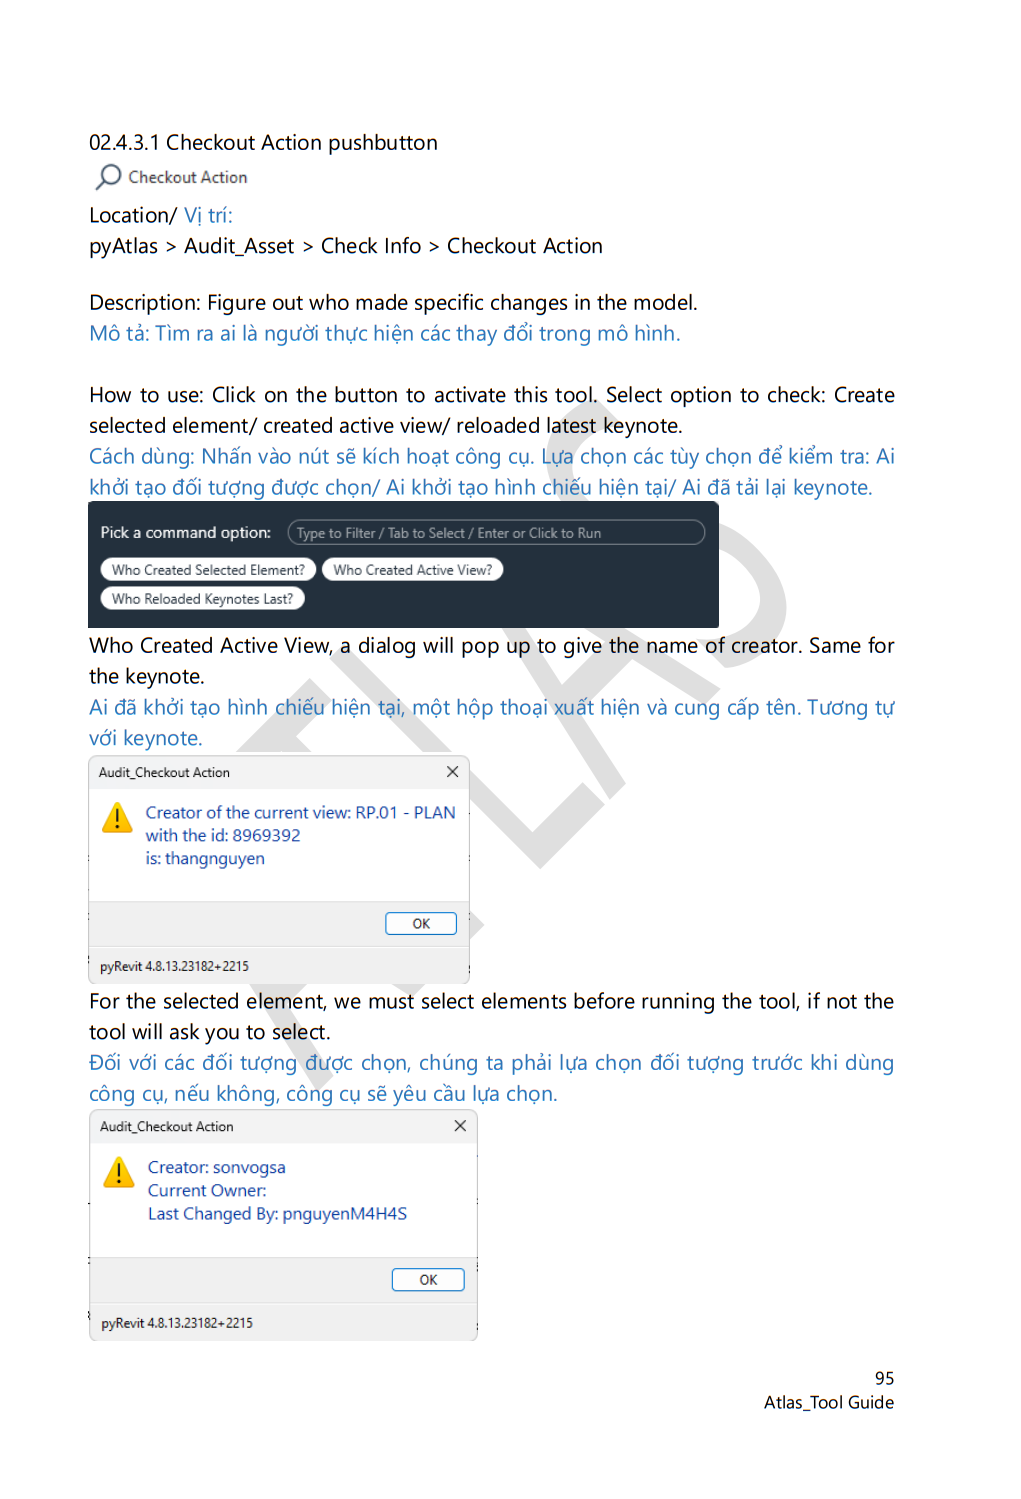 02.4.3.1 Checkout Action pushbutton
Checkout Action
Location/ Vị trí:
pyAtlas > Audit_Asset > Check Info > Checkout Action
Description: Figure out who made specific changes in the model.
Mô tả: Tìm ra ai là người thực hiện các thay đổi trong mô hình.
How to use: Click on the button to activate this tool. Select option to check: Create
selected element/ created active view/ reloaded latest keynote.
Cách dùng: Nhấn vào nút sẽ kích hoạt công cụ. Lựa chọn các tùy chọn để kiểm tra: Ai
khởi tạo đối tượng được chọn/ Ai khởi tạo hình chiếu hiện tại/ Ai đã tải lại keynote.
Pick a command option: Type to Filter / Tab to Select / Enter or Click to Run
Who Created Selected Element? Who Created Active View?
Who Reloaded Keynotes Last?
Who Created Active View, a dialog will pop up to give the name of creator. Same for
the keynote.
Ai đã khởi tạo hình chiếu hiện tại, một hộp thoại xuất hiện và cung cấp tên. Tương tự
với keynote.
Audit_Checkout Action
Creator of the current view: RP.01 - PLAN
with the id: 8969392
is: thangnguyen
OK
pyRevit 4.8.13.23182+2215
For the selected element, we must select elements before running the tool, if not the
tool will ask you to select.
Đối với các đối tượng được chọn, chúng ta phải lựa chọn đối tượng trước khi dùng
công cụ, nếu không, công cụ sẽ yêu cầu lựa chọn.
Audit_Checkout Action
Creator: sonvogsa
Current Owner:
Last Changed By: pnguyenM4H4S
OK
pyRevit 4.8.13.23182+2215
95
Atlas_Tool Guide
ATLAS